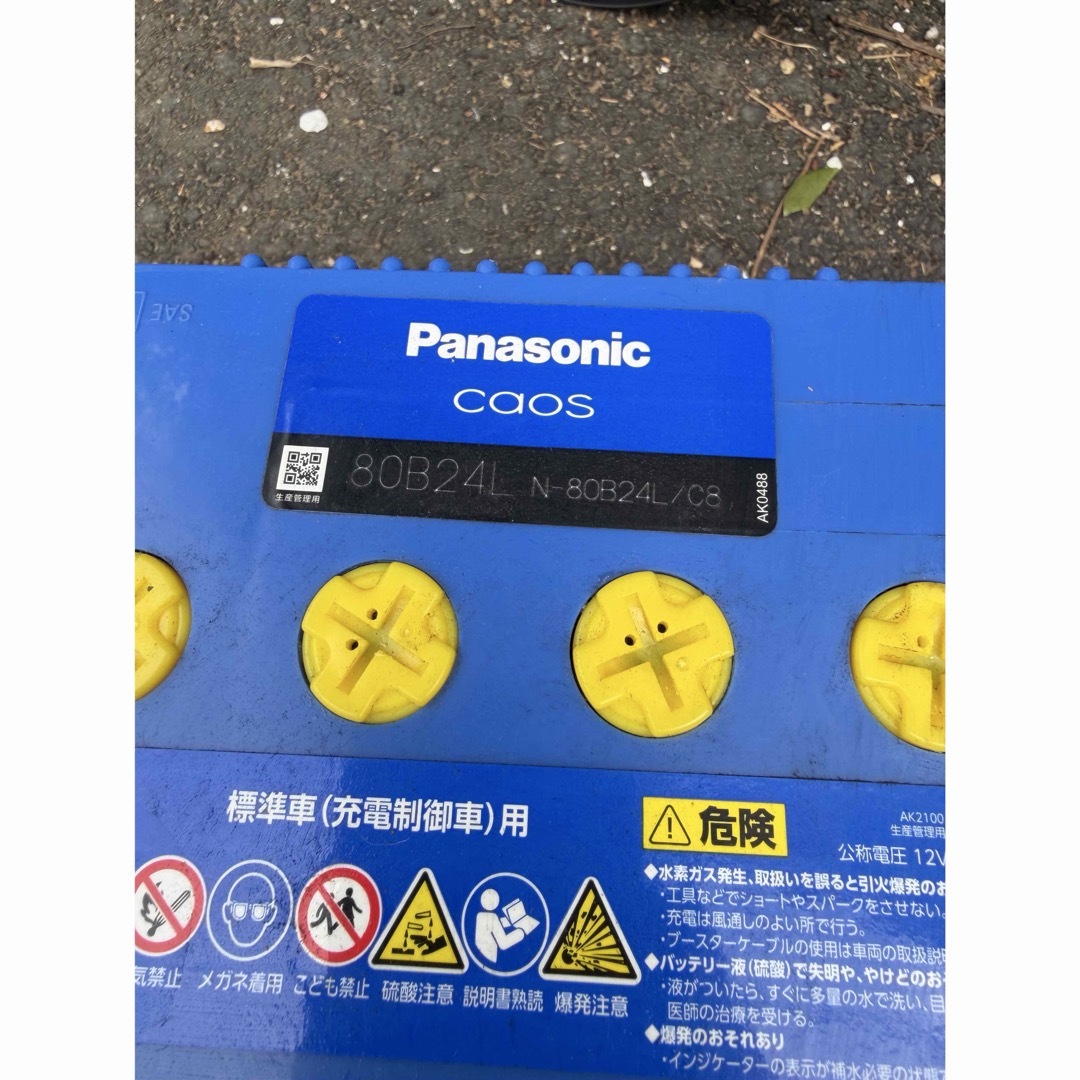 SAE
Panasonic
caos
80B24L N-80B24L/C8
生産管理用
AK0488
標準車(充電制御車)用
気禁止 メガネ着用 こども禁止 硫酸注意 説明書熟読 爆発注意
危険
AK2100
生産管理用
公称電圧 12V
◆水素ガス発生、取扱いを誤ると引火爆発のお
・工具などでショートやスパークをさせない。
・充電は風通しのよい所で行う。
・ブースターケーブルの使用は車両の取扱説
◆バッテリー液(硫酸)で失明や、やけどのおそ
・液がついたら、すぐに多量の水で洗い、目
医師の治療を受ける。
◆爆発のおそれあり
・インジケーターの表示が補水必要の状態